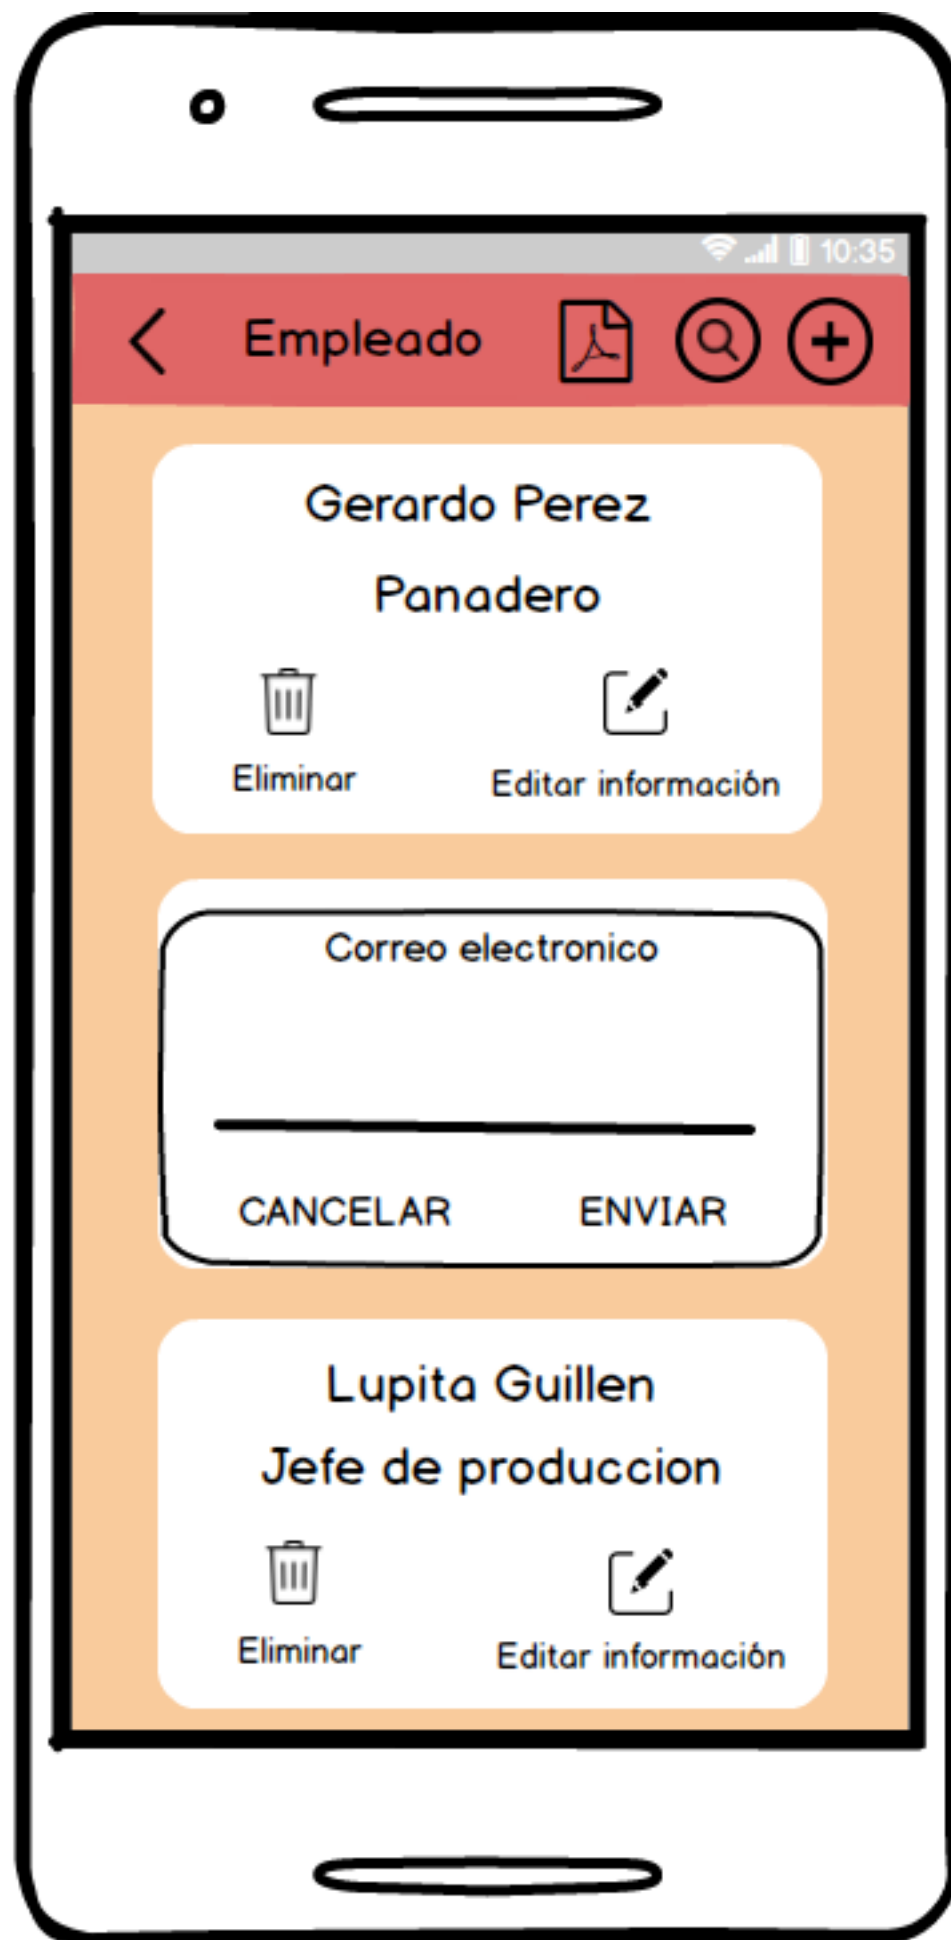 10:35
Empleado
Gerardo Perez
Panadero
Eliminar
Editar información
Correo electronico
CANCELAR
ENVIAR
Lupita Guillen
Jefe de produccion
Eliminar
Editar información